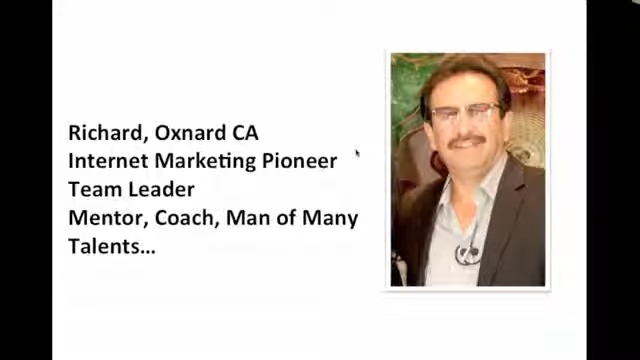 Richard, Oxnard CA
Internet Marketing Pioneer
Team Leader
Mentor, Coach, Man of Many
Talents…